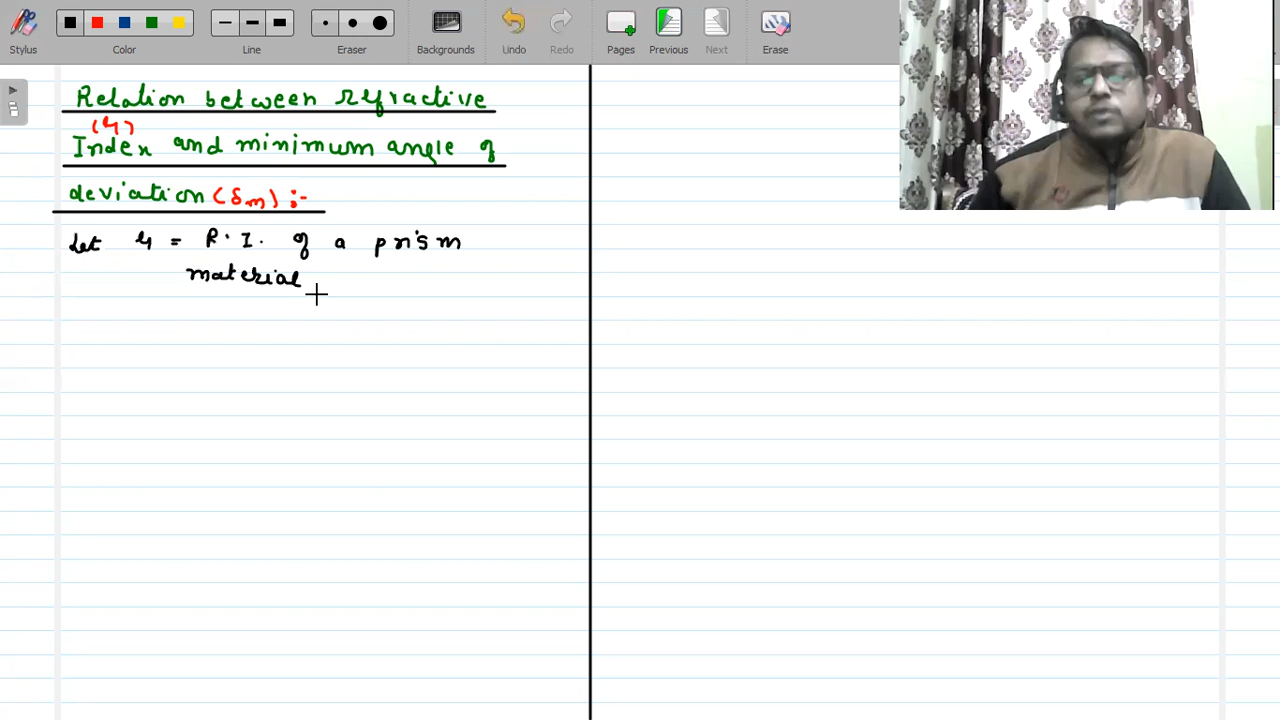 Stylus
Color
Line
Eraser
Backgrounds
Undo
Redo
Pages
Previous
Next
Erase
Relation between refractive
(μ)
Index and minimum angle of
deviation (δm) :-
Let μ = R.I. of a prism
material